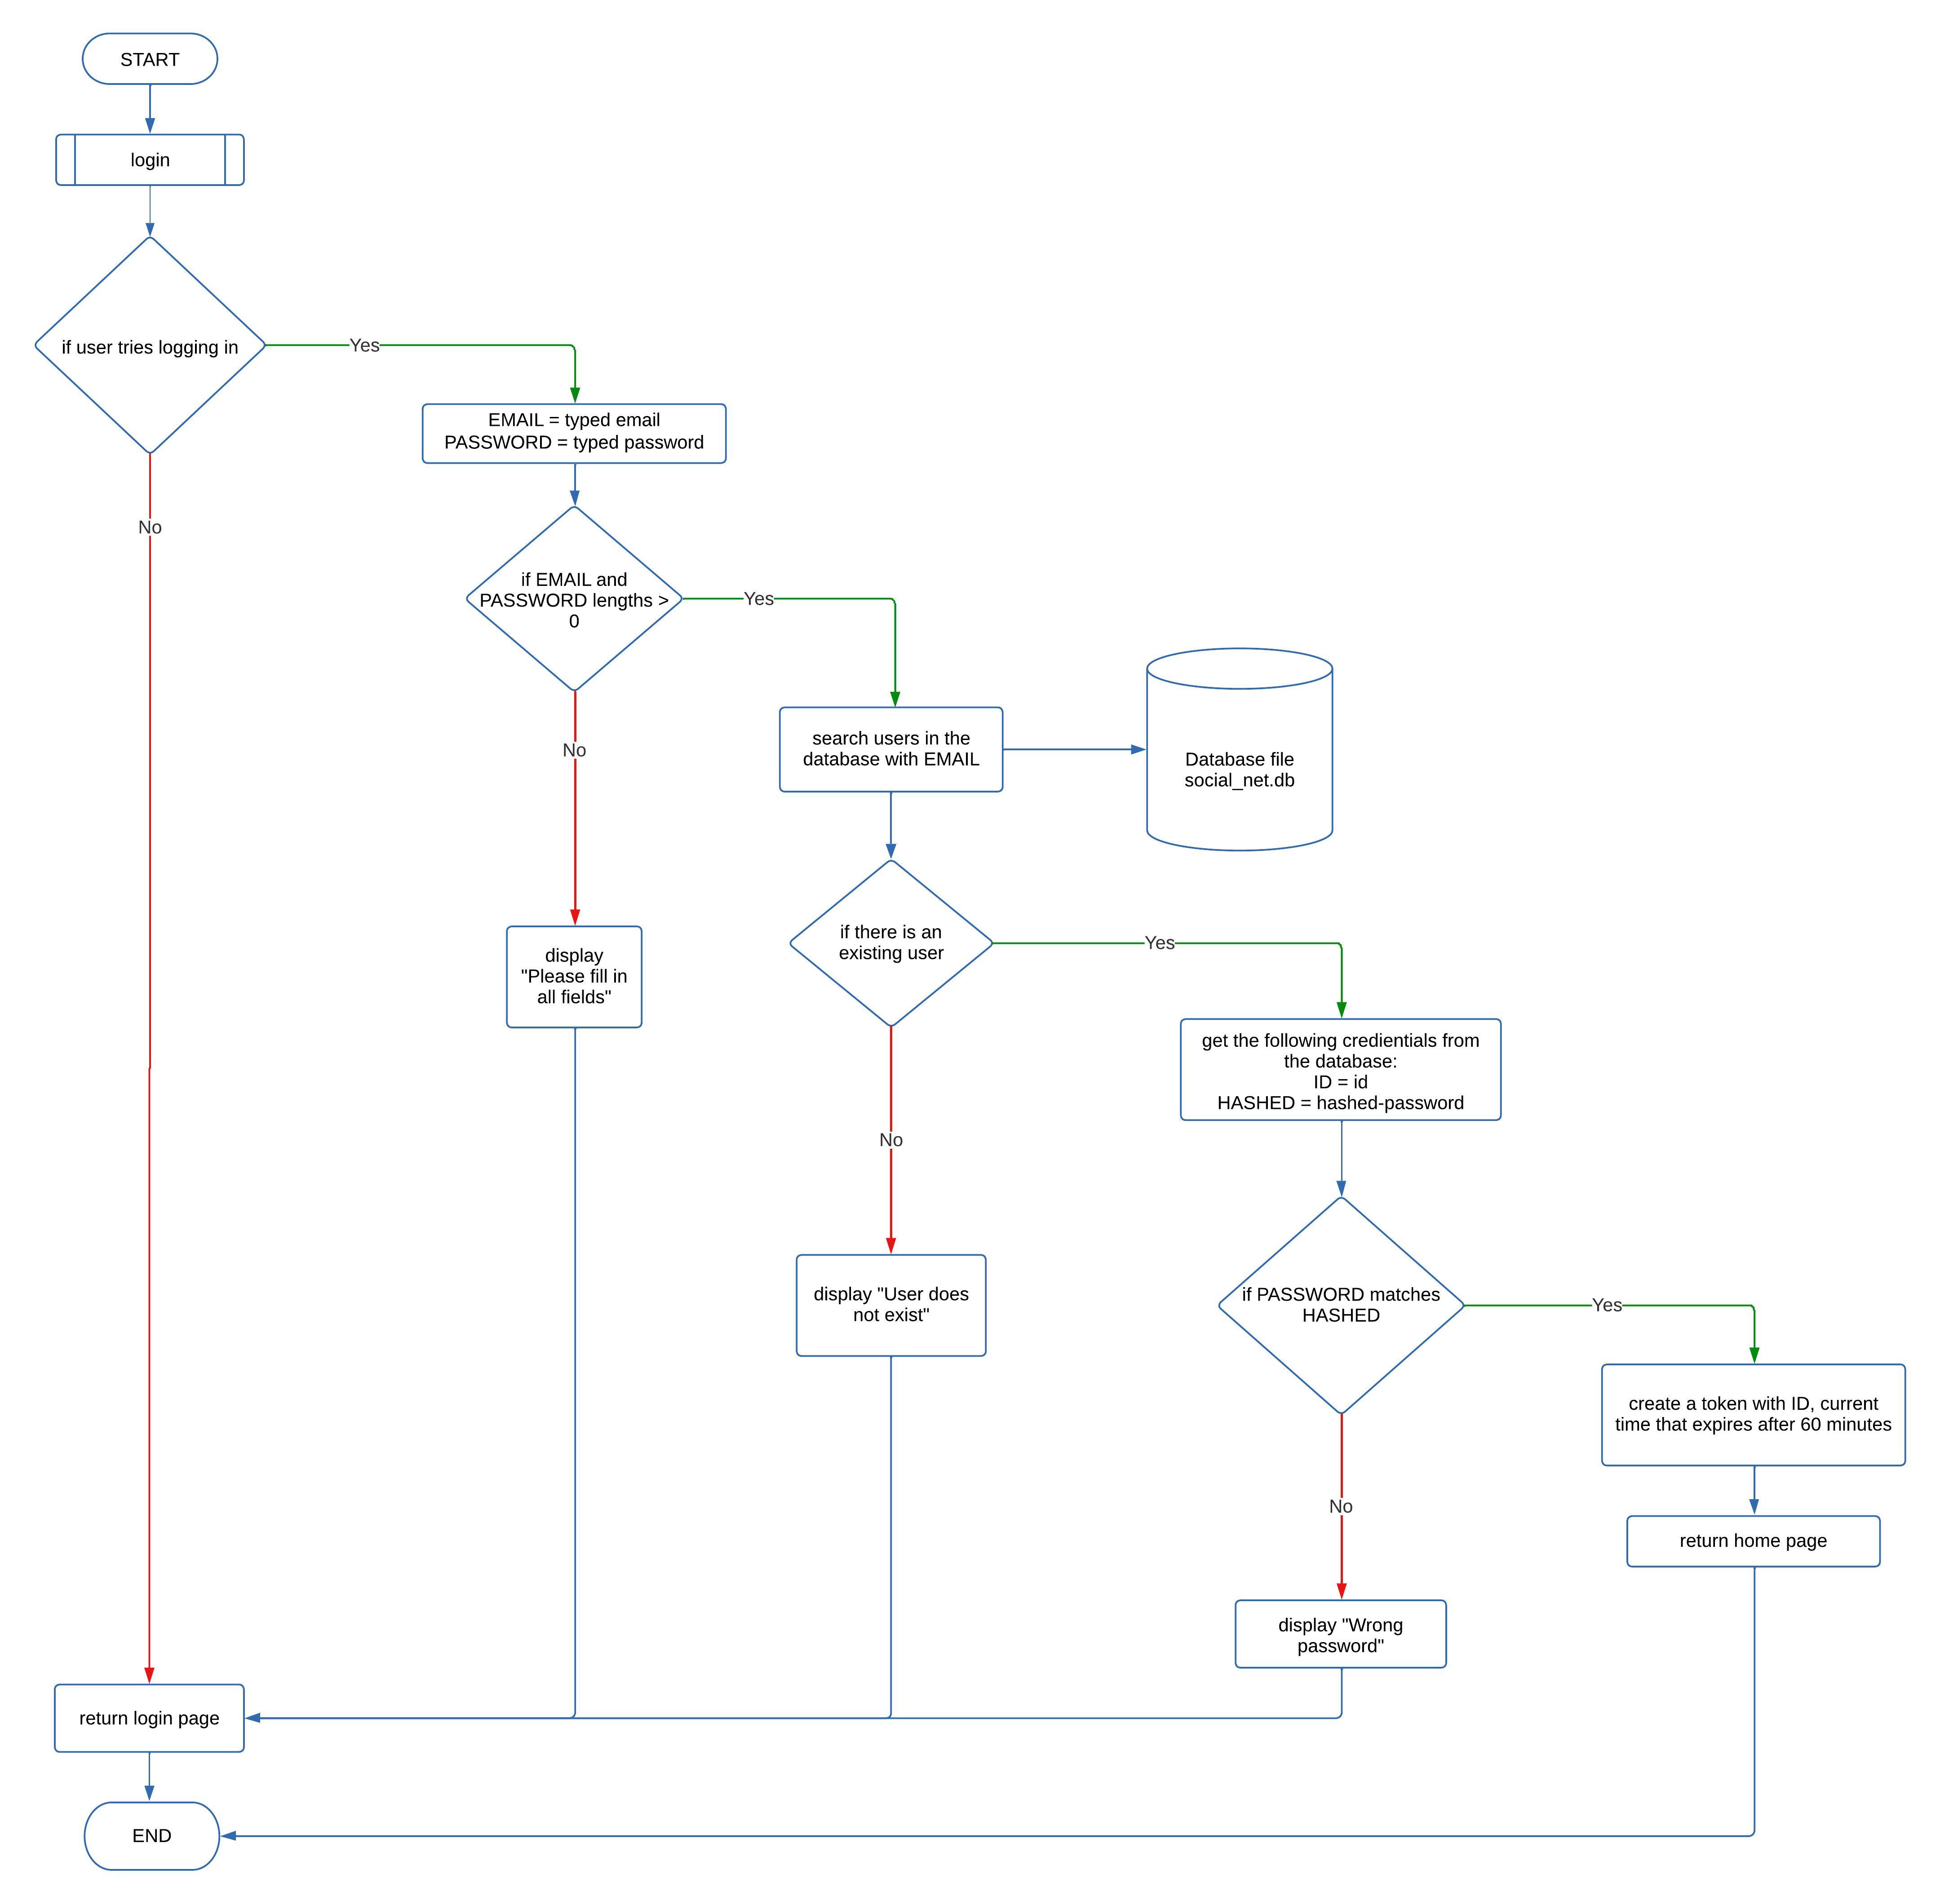 START
login
if user tries logging in
Yes
EMAIL = typed email
PASSWORD = typed password
No
if EMAIL and
PASSWORD lengths >
0
Yes
search users in the
database with EMAIL
Database file
social_net.db
No
if there is an
existing user
Yes
display
"Please fill in
all fields"
get the following credientials from
the database:
ID = id
HASHED = hashed-password
No
display "User does
not exist"
if PASSWORD matches
HASHED
Yes
create a token with ID, current
time that expires after 60 minutes
No
return home page
display "Wrong
password"
return login page
END